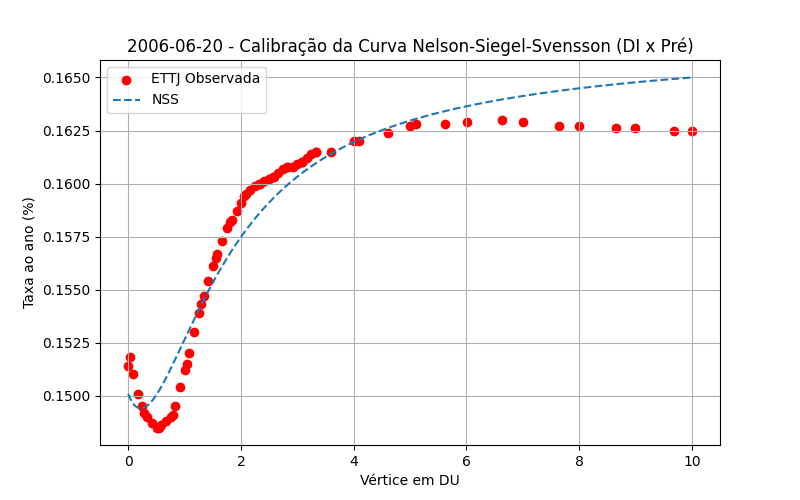 2006-06-20 - Calibração da Curva Nelson-Siegel-Svensson (DI x Pré)
ETTJ Observada
NSS
Taxa ao ano (%)
0.1650
0.1625
0.1600
0.1575
0.1550
0.1525
0.1500
0 2 4 6 8 10
Vértice em DU